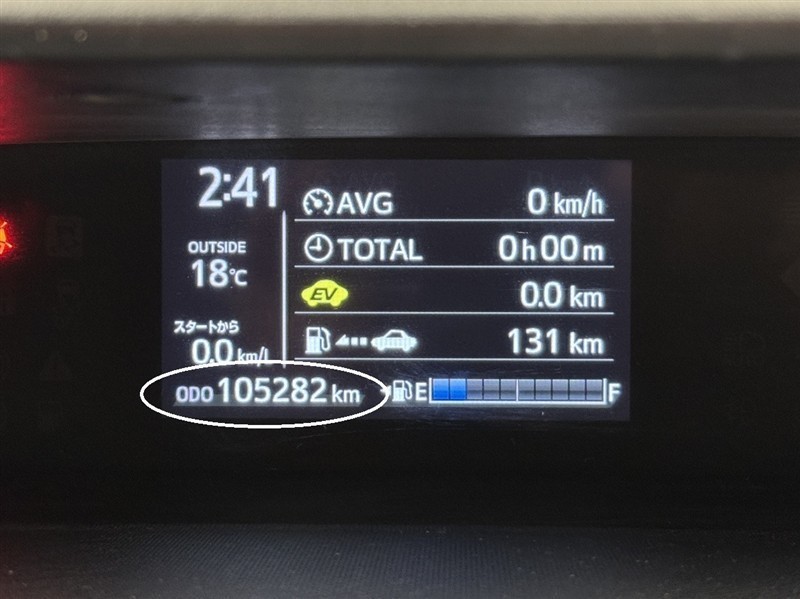 2:41
OUTSIDE
18℃
スタートから
0.0 km/L
ODO 105282 km
AVG 0 km/h
TOTAL 0h00m
EV 0.0 km
131 km
E F